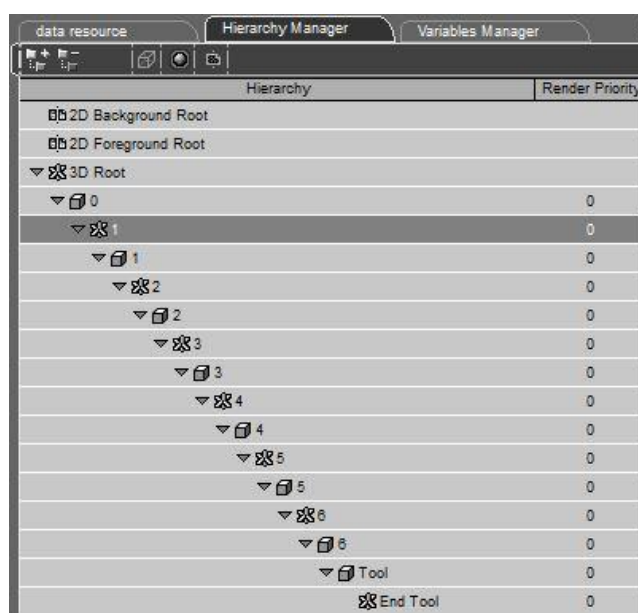 data resource Hierarchy Manager Variables Manager
Hierarchy Render Priority
2D Background Root
2D Foreground Root
3D Root
0 0
1 0
1 0
2 0
2 0
3 0
3 0
4 0
4 0
5 0
5 0
6 0
6 0
Tool 0
End Tool 0